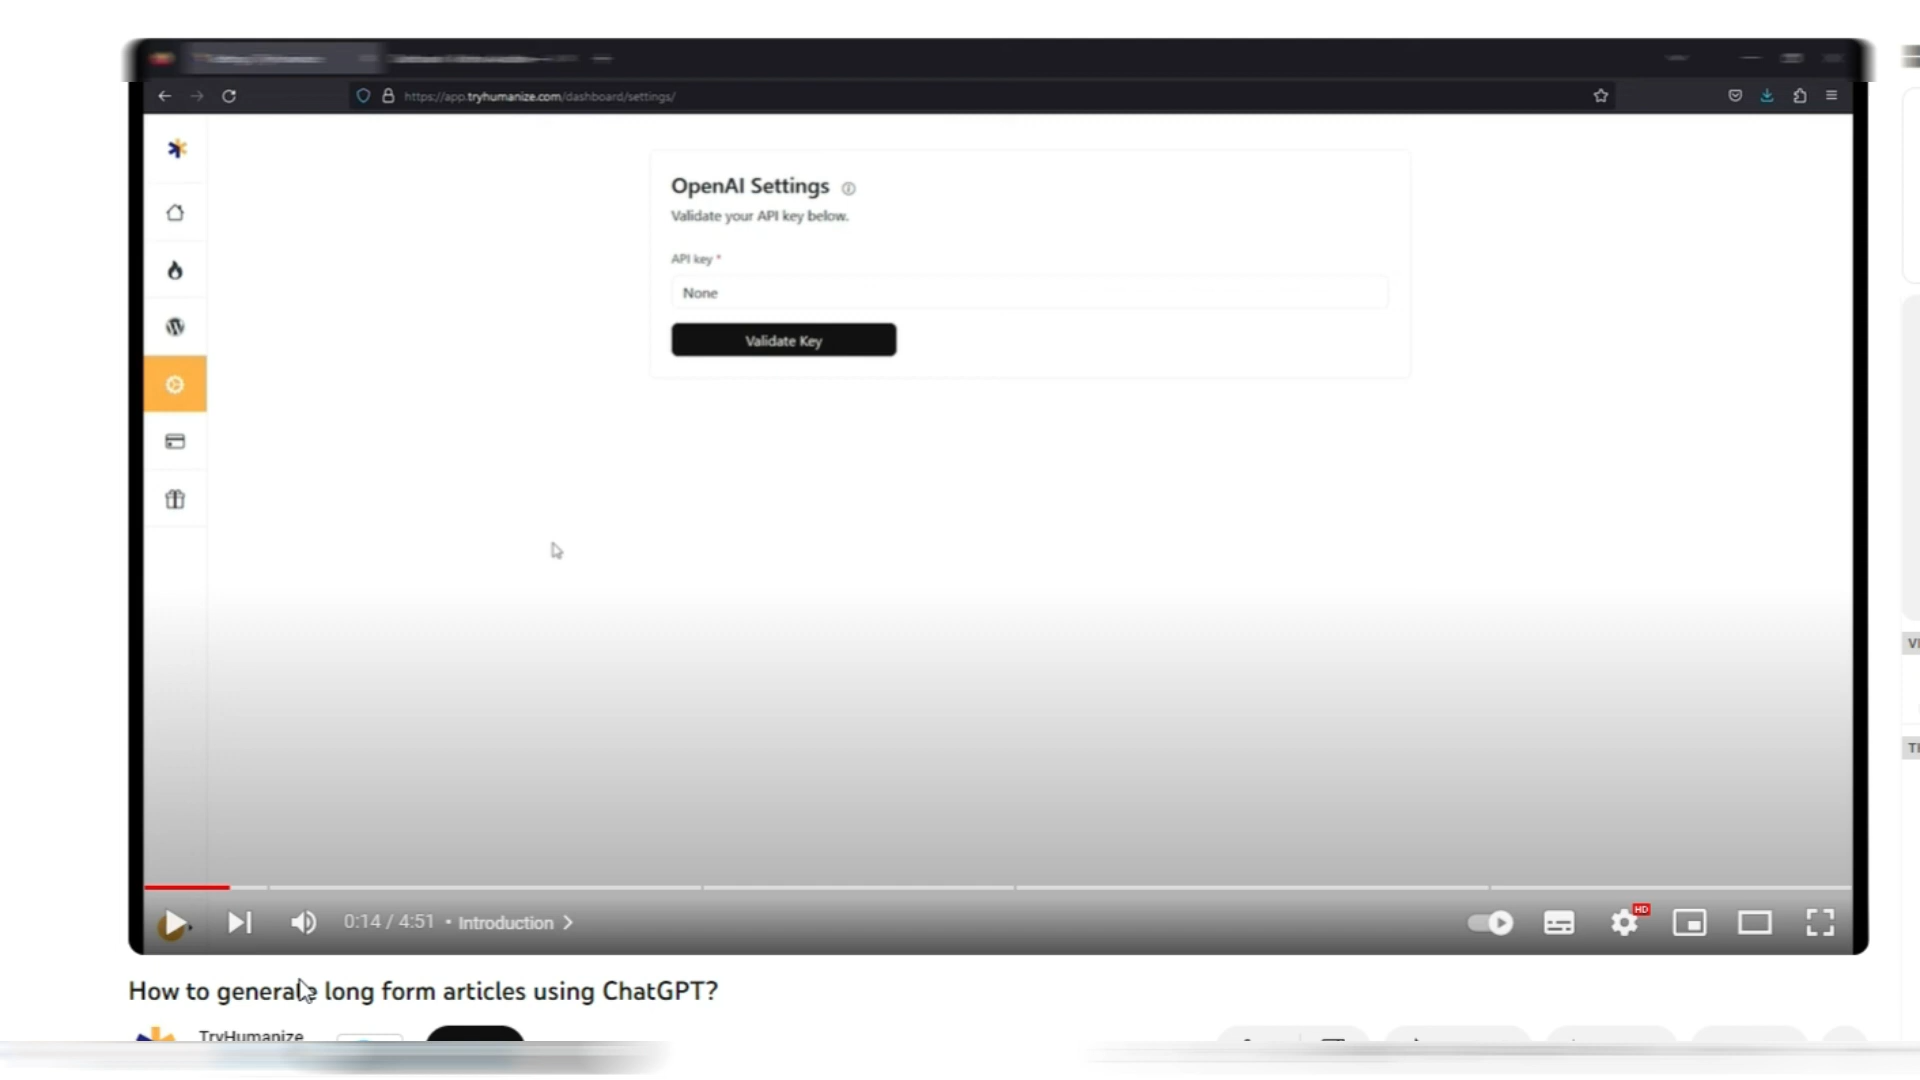 https://app.tryhumanize.com/dashboard/settings/
OpenAI Settings
Validate your API key below.
API key *
None
Validate Key
0:14 / 4:51 • Introduction
HD
How to generate long form articles using ChatGPT?
TryHumanize